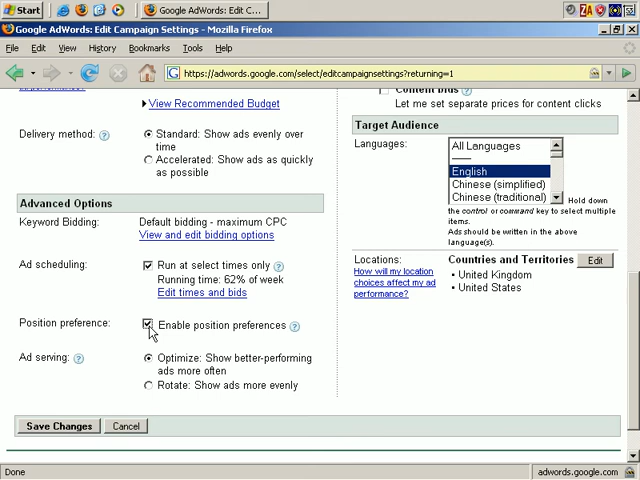 Start
Google AdWords: Edit C...
Google AdWords: Edit Campaign Settings - Mozilla Firefox
File Edit View History Bookmarks Tools Help
https://adwords.google.com/select/editcampaignsettings?returning=1
performance?
View Recommended Budget
Delivery method: ?
Standard: Show ads evenly over
time
Accelerated: Show ads as quickly
as possible
Advanced Options
Keyword Bidding:
Default bidding - maximum CPC
View and edit bidding options
Ad scheduling: ?
Run at select times only ?
Running time: 62% of week
Edit times and bids
Position preference:
Enable position preferences ?
Ad serving: ?
Optimize: Show better-performing
ads more often
Rotate: Show ads more evenly
Save Changes
Cancel
Content bids ?
Let me set separate prices for content clicks
Target Audience
Languages:
All Languages
English
Chinese (simplified)
Chinese (traditional)
Hold down
the control or command key to select multiple
items.
Ads should be written in the above
language(s).
Locations:
How will my location
choices affect my ad
performance?
Countries and Territories
Edit
• United Kingdom
• United States
Done
adwords.google.com